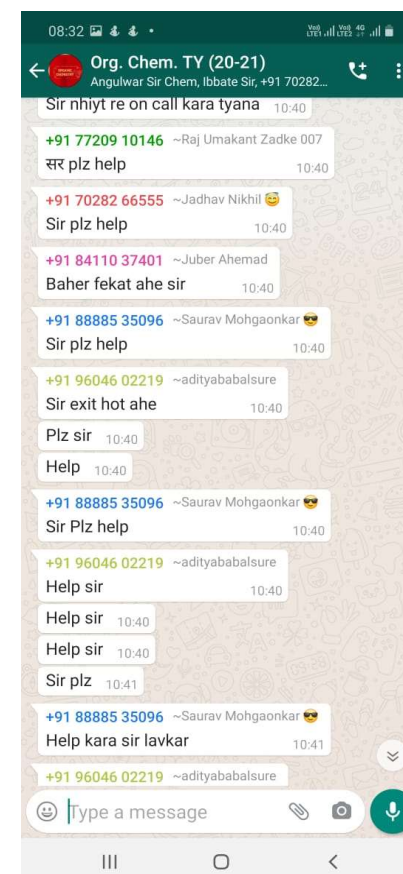 08:32
Vo)) LTE1 Vo)) LTE2 4G
Org. Chem. TY (20-21)
Angulwar Sir Chem, Ibbate Sir, +91 70282...
Sir nhiyt re on call kara tyana 10:40
+91 77209 10146 ~Raj Umakant Zadke 007
सर plz help 10:40
+91 70282 66555 ~Jadhav Nikhil 😇
Sir plz help 10:40
+91 84110 37401 ~Juber Ahemad
Baher fekat ahe sir 10:40
+91 88885 35096 ~Saurav Mohgaonkar 😎
Sir plz help 10:40
+91 96046 02219 ~adityababalsure
Sir exit hot ahe 10:40
Plz sir 10:40
Help 10:40
+91 88885 35096 ~Saurav Mohgaonkar 😎
Sir Plz help 10:40
+91 96046 02219 ~adityababalsure
Help sir 10:40
Help sir 10:40
Help sir 10:40
Sir plz 10:41
+91 88885 35096 ~Saurav Mohgaonkar 😎
Help kara sir lavkar 10:41
+91 96046 02219 ~adityababalsure
Type a message